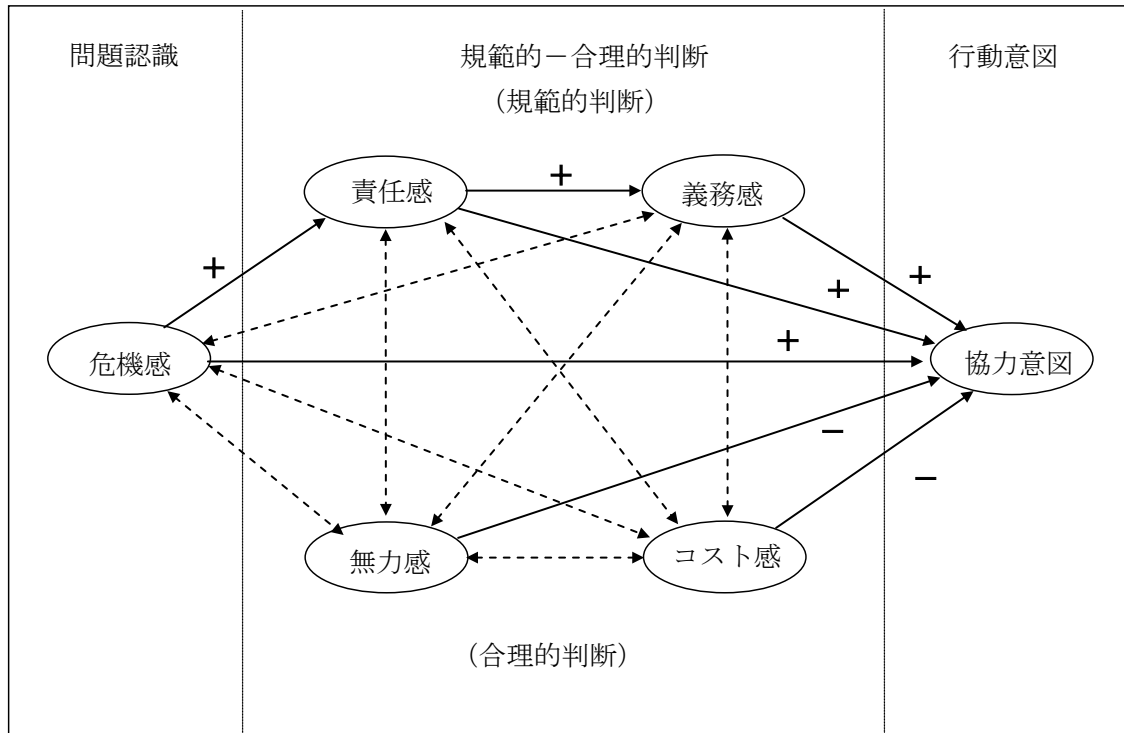 問題認識
規範的－合理的判断
行動意図
（規範的判断）
責任感
＋
義務感
＋
＋
＋
危機感
＋
協力意図
－
－
無力感
コスト感
（合理的判断）